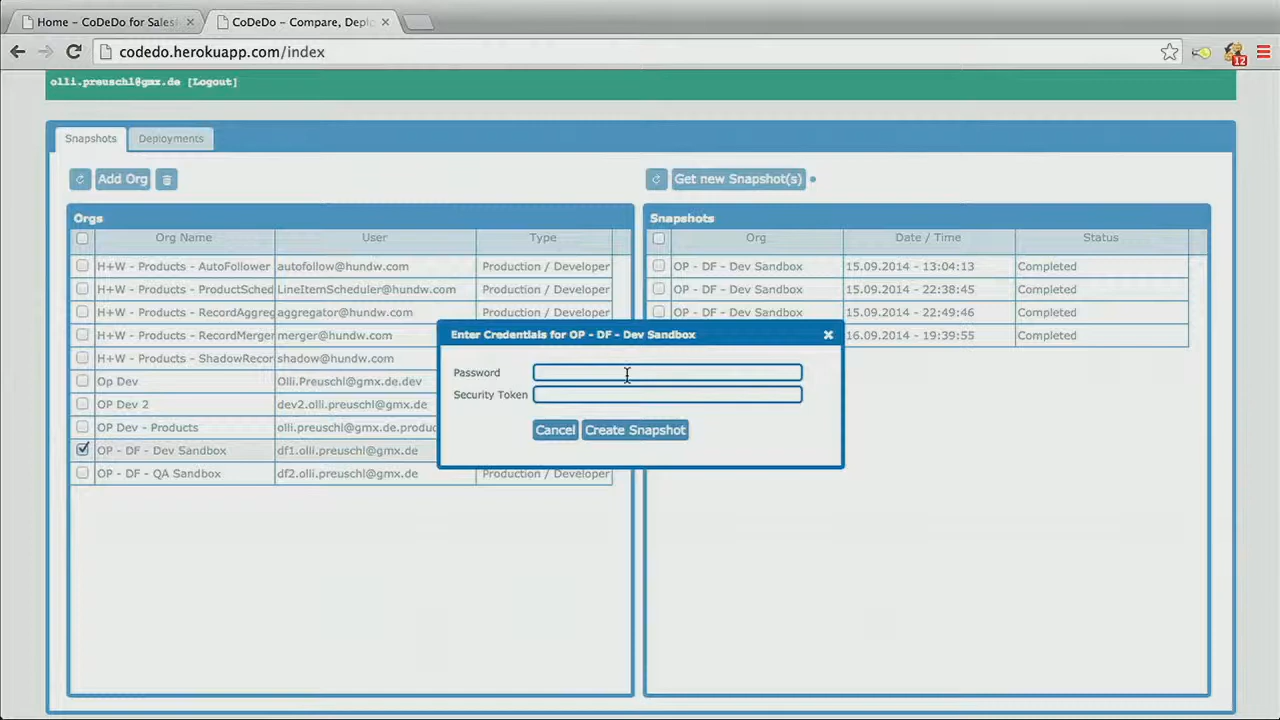 Home – CoDeDo for Sales
CoDeDo – Compare, Deplo
codedo.herokuapp.com/index
12
olli.preuschl@gmx.de [Logout]
Snapshots
Deployments
Add Org
Get new Snapshot(s)
Orgs
Org Name User Type
H+W - Products - AutoFollower autofollow@hundw.com Production / Developer
H+W - Products - ProductSched LineItemScheduler@hundw.com Production / Developer
H+W - Products - RecordAggreg aggregator@hundw.com Production / Developer
H+W - Products - RecordMerger merger@hundw.com
H+W - Products - ShadowRecor shadow@hundw.com
Op Dev Olli.Preuschl@gmx.de.dev
OP Dev 2 dev2.olli.preuschl@gmx.de
OP Dev - Products olli.preuschl@gmx.de.produc
OP - DF - Dev Sandbox df1.olli.preuschl@gmx.de
OP - DF - QA Sandbox df2.olli.preuschl@gmx.de Production / Developer
Snapshots
Org Date / Time Status
OP - DF - Dev Sandbox 15.09.2014 - 13:04:13 Completed
OP - DF - Dev Sandbox 15.09.2014 - 22:38:45 Completed
OP - DF - Dev Sandbox 15.09.2014 - 22:49:46 Completed
16.09.2014 - 19:39:55 Completed
Enter Credentials for OP - DF - Dev Sandbox
Password
Security Token
Cancel
Create Snapshot